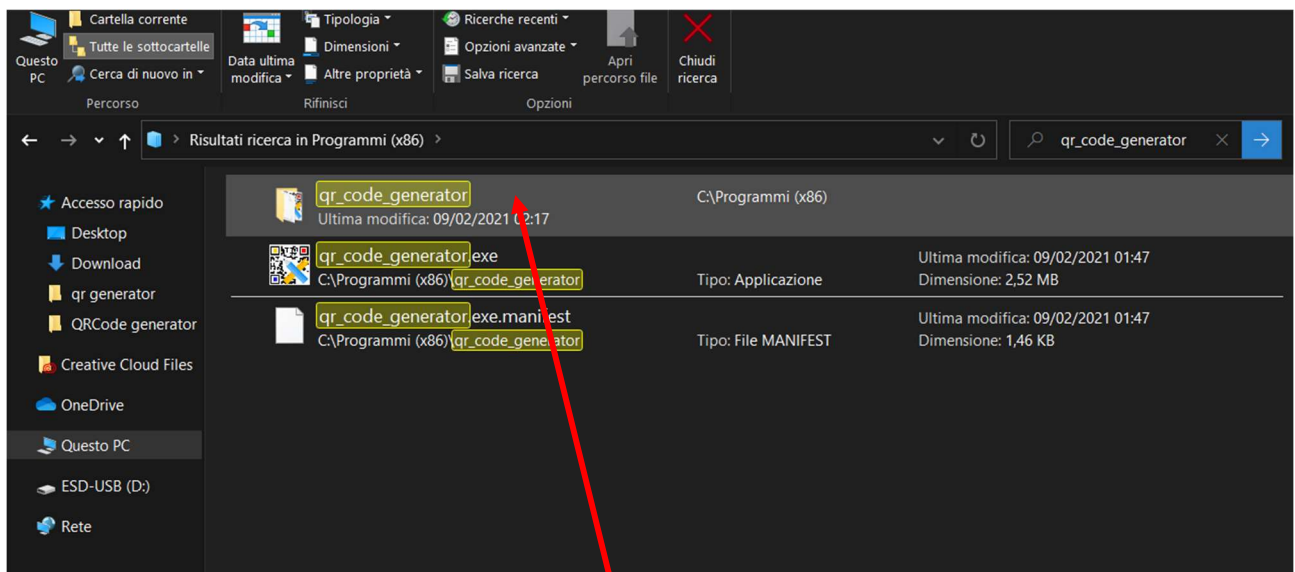 Cartella corrente
Tutte le sottocartelle
Cerca di nuovo in
Questo
PC
Percorso
Data ultima
modifica
Tipologia
Dimensioni
Altre proprietà
Rifinisci
Ricerche recenti
Opzioni avanzate
Salva ricerca
Apri
percorso file
Opzioni
Chiudi
ricerca
Risultati ricerca in Programmi (x86)
qr_code_generator
Accesso rapido
Desktop
Download
qr generator
QRCode generator
Creative Cloud Files
OneDrive
Questo PC
ESD-USB (D:)
Rete
qr_code_generator C:\Programmi (x86)
Ultima modifica: 09/02/2021 02:17
qr_code_generator.exe Ultima modifica: 09/02/2021 01:47
C:\Programmi (x86)\qr_code_generator Tipo: Applicazione Dimensione: 2,52 MB
qr_code_generator.exe.manifest Ultima modifica: 09/02/2021 01:47
C:\Programmi (x86)\qr_code_generator Tipo: File MANIFEST Dimensione: 1,46 KB